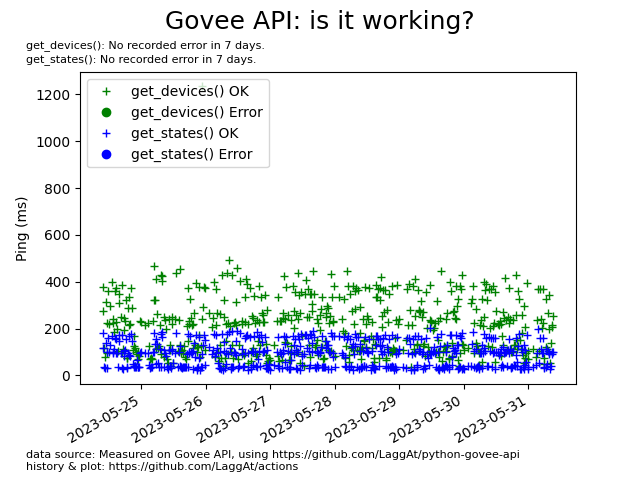 Govee API: is it working?
get_devices(): No recorded error in 7 days.
get_states(): No recorded error in 7 days.
get_devices() OK
get_devices() Error
get_states() OK
get_states() Error
Ping (ms)
1200
1000
800
600
400
200
0
2023-05-25
2023-05-26
2023-05-27
2023-05-28
2023-05-29
2023-05-30
2023-05-31
data source: Measured on Govee API, using https://github.com/LaggAt/python-govee-api
history & plot: https://github.com/LaggAt/actions